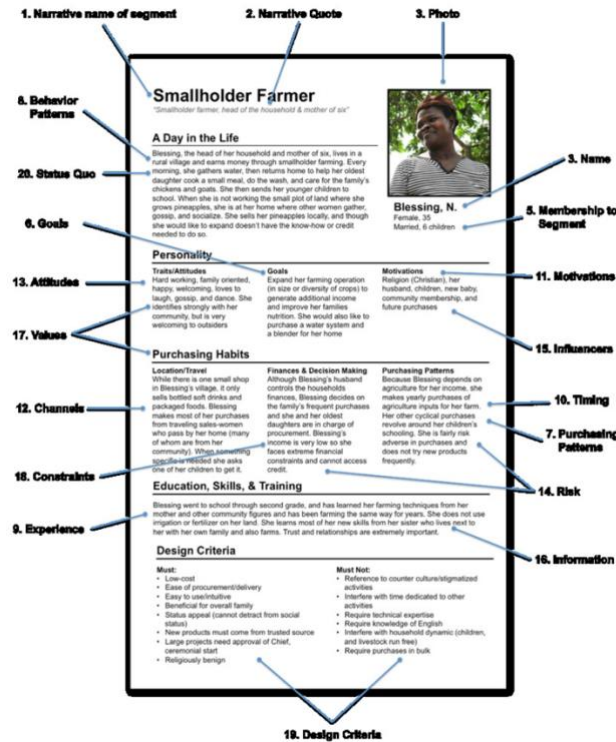 1. Narrative name of segment
2. Narrative Quote
3. Photo
Smallholder Farmer
"Smallholder farmer, head of the household & mother of six"
8. Behavior
Patterns
A Day in the Life
Blessing, the head of her household and mother of six, lives in a
rural village and earns money through smallholder farming. Every
morning, she gathers water, then returns home to help her oldest
daughter cook a small meal, do the wash, and care for the family's
chickens and goats. She then sends her younger children to
school. When she is not working the small plot of land where she
grows pineapples, she is at her home where other women gather,
gossip, and socialize. She sells her pineapples locally, and though
she would like to expand doesn't have the know-how or credit
needed to do so.
20. Status Quo
3. Name
Blessing, N.
Female, 35
Married, 6 children
5. Membership to
Segment
6. Goals
Personality
Traits/Attitudes
Hard working, family oriented,
happy, welcoming, loves to
laugh, gossip, and dance. She
identifies strongly with her
community, but is very
welcoming to outsiders
Goals
Expand her farming operation
(in size or diversity of crops) to
generate additional income
and improve her families
nutrition. She would also like to
purchase a water system and
a blender for her home
Motivations
Religion (Christian), her
husband, children, new baby,
community membership, and
future purchases
13. Attitudes
11. Motivations
17. Values
15. Influencers
Purchasing Habits
Location/Travel
While there is one small shop
in Blessing's village, it only
sells bottled soft drinks and
packaged foods. Blessing
makes most of her purchases
from traveling sales-women
who pass by her home (many
of whom are from her
community). When something
specific is needed she asks
one of her children to get it.
Finances & Decision Making
Although Blessing's husband
controls the households
finances, Blessing decides on
the family's frequent purchases
and she and her oldest
daughters are in charge of
procurement. Blessing's
income is very low so she
faces extreme financial
constraints and cannot access
credit.
Purchasing Patterns
Because Blessing depends on
agriculture for her income, she
makes yearly purchases of
agriculture inputs for her farm.
Her other cyclical purchases
revolve around her children's
schooling. She is fairly risk
adverse in purchases and
does not try new products
frequently.
12. Channels
10. Timing
7. Purchasing
Patterns
18. Constraints
14. Risk
Education, Skills, & Training
9. Experience
Blessing went to school through second grade, and has learned her farming techniques from her
mother and other community figures and has been farming the same way for years. She does not use
irrigation or fertilizer on her land. She learns most of her new skills from her sister who lives next to
her with her own family and also farms. Trust and relationships are extremely important.
16. Information
Design Criteria
Must:
• Low-cost
• Ease of procurement/delivery
• Easy to use/intuitive
• Beneficial for overall family
• Status appeal (cannot detract from social
status)
• New products must come from trusted source
• Large projects need approval of Chief,
ceremonial start
• Religiously benign
Must Not:
• Reference to counter culture/stigmatized
activities
• Interfere with time dedicated to other
activities
• Require technical expertise
• Require knowledge of English
• Interfere with household dynamic (children,
and livestock run free)
• Require purchases in bulk
19. Design Criteria